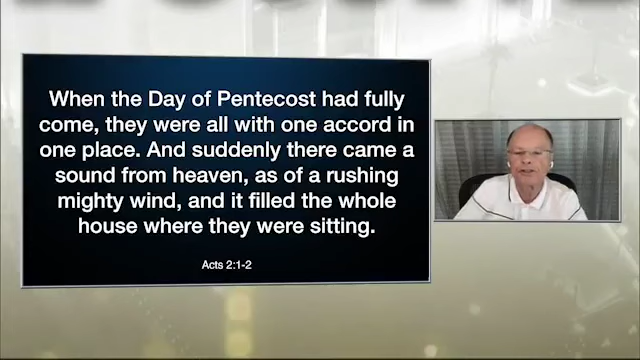 When the Day of Pentecost had fully
come, they were all with one accord in
one place. And suddenly there came a
sound from heaven, as of a rushing
mighty wind, and it filled the whole
house where they were sitting.
Acts 2:1-2